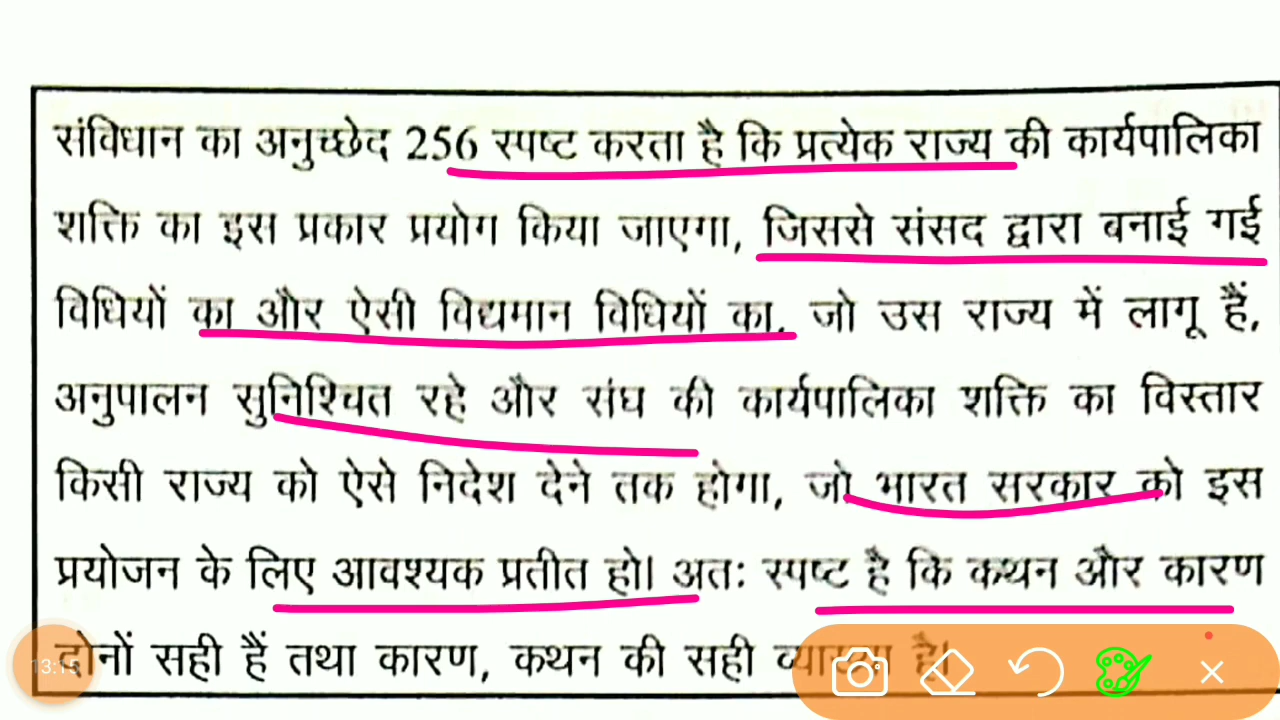 संविधान का अनुच्छेद 256 स्पष्ट करता है कि प्रत्येक राज्य की कार्यपालिका
शक्ति का इस प्रकार प्रयोग किया जाएगा, जिससे संसद द्वारा बनाई गई
विधियों का और ऐसी विद्यमान विधियों का, जो उस राज्य में लागू हैं,
अनुपालन सुनिश्चित रहे और संघ की कार्यपालिका शक्ति का विस्तार
किसी राज्य को ऐसे निदेश देने तक होगा, जो भारत सरकार को इस
प्रयोजन के लिए आवश्यक प्रतीत हो। अतः स्पष्ट है कि कथन और कारण
दोनों सही हैं तथा कारण, कथन की सही व्याख्या है।